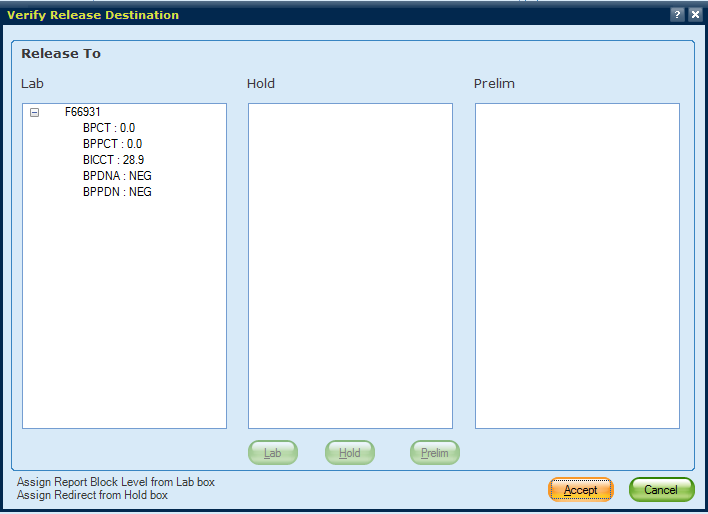 Verify Release Destination
Release To
Lab Hold Prelim
F66931
BPCT : 0.0
BPPCT : 0.0
BICCT : 28.9
BPDNA : NEG
BPPDN : NEG
Lab Hold Prelim
Assign Report Block Level from Lab box
Assign Redirect from Hold box
Accept Cancel